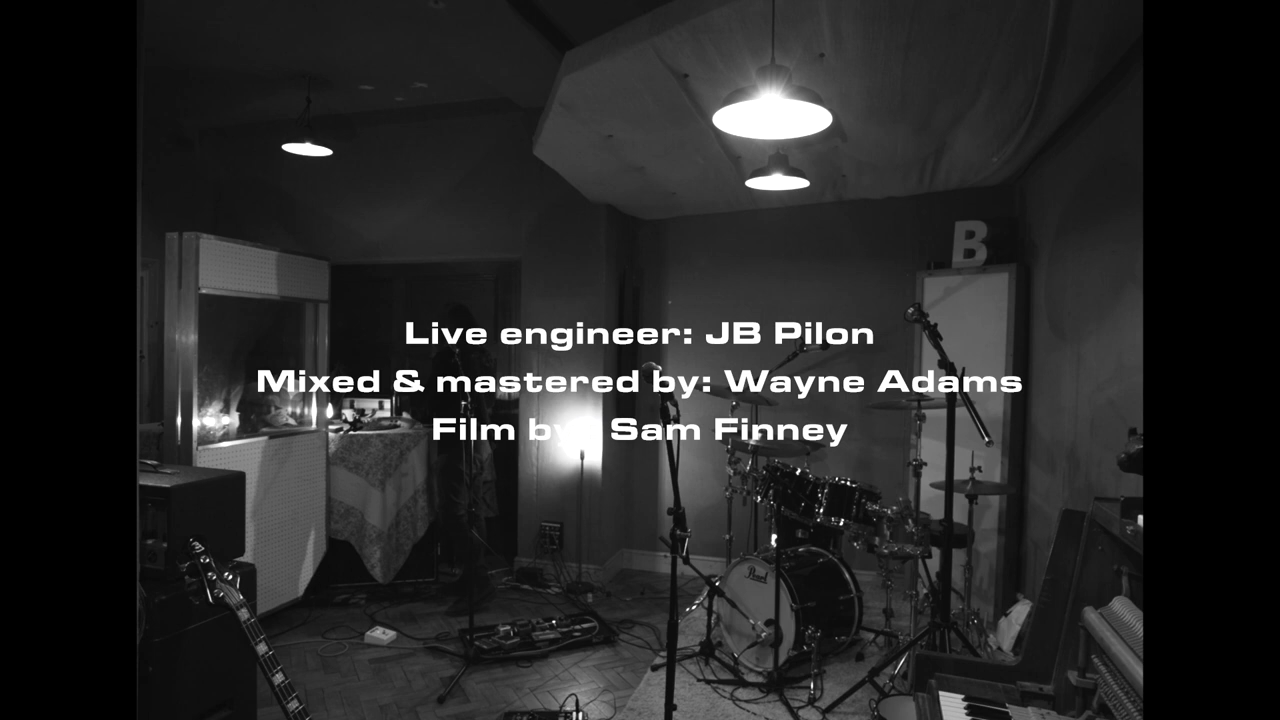 B
Live engineer: JB Pilon
Mixed & mastered by: Wayne Adams
Film by: Sam Finney
Pearl